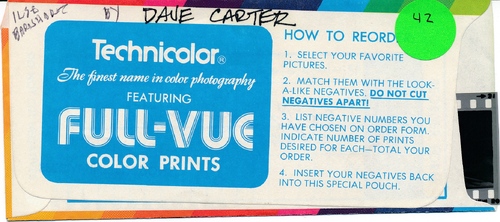 ILSE
BY DAVE CARTER
42
Technicolor®
The finest name in color photography
FEATURING
FULL-VUE
COLOR PRINTS
HOW TO REORD
1. SELECT YOUR FAVORITE
PICTURES.
2. MATCH THEM WITH THE LOOK-
A-LIKE NEGATIVES. DO NOT CUT
NEGATIVES APART!
3. LIST NEGATIVE NUMBERS YOU
HAVE CHOSEN ON ORDER FORM.
INDICATE NUMBER OF PRINTS
DESIRED FOR EACH—TOTAL YOUR
ORDER.
4. INSERT YOUR NEGATIVES BACK
INTO THIS SPECIAL POUCH.